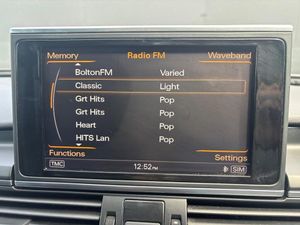 Memory Radio FM Waveband
BoltonFM Varied
Classic Light
Grt Hits Pop
Grt Hits Pop
Heart Pop
HITS Lan Pop
Functions Settings
TMC 12:52PM SIM